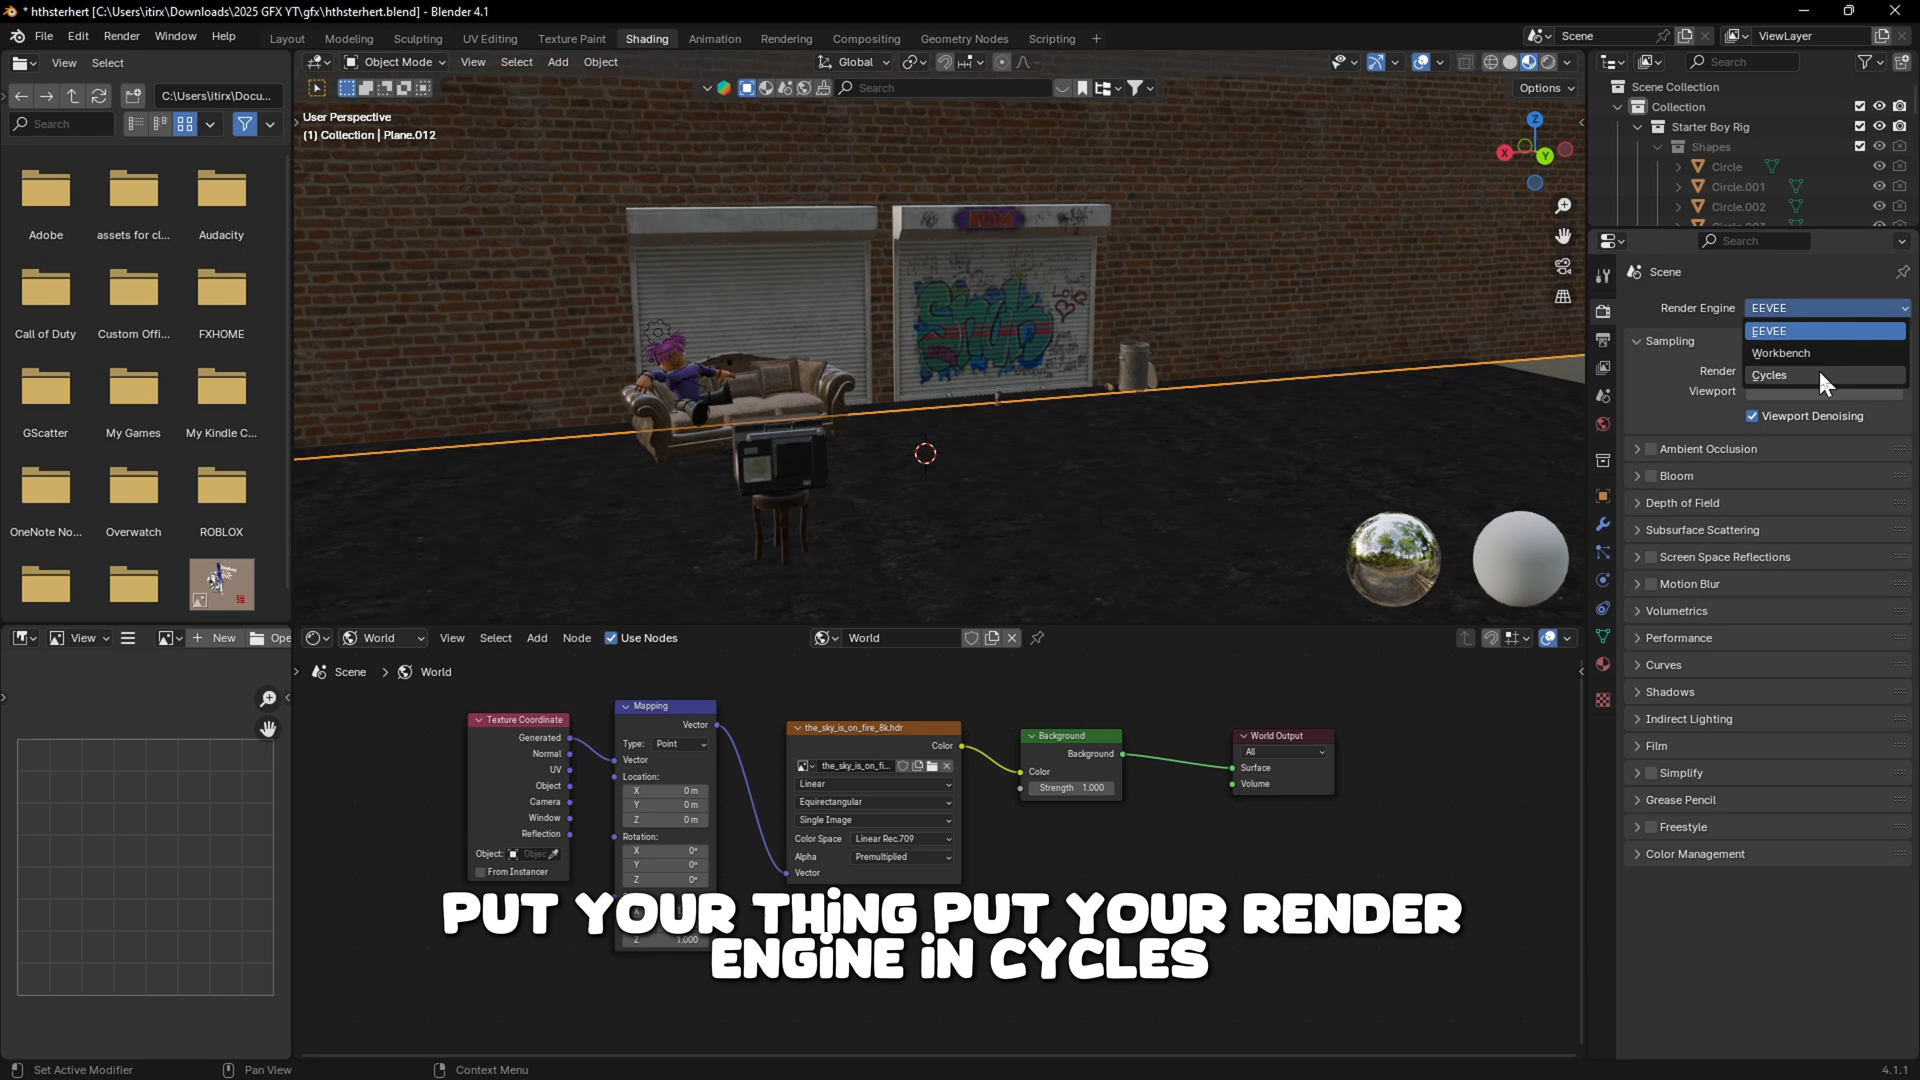 * hthsterhert [C:\Users\itirx\Downloads\2025 GFX YT\gfx\hthsterhert.blend] - Blender 4.1
File Edit Render Window Help
Layout Modeling Sculpting UV Editing Texture Paint Shading Animation Rendering Compositing Geometry Nodes Scripting +
Scene
ViewLayer
View Select
C:\Users\itirx\Docu...
Search
Adobe
assets for cl...
Audacity
Call of Duty
Custom Offi...
FXHOME
GScatter
My Games
My Kindle C...
OneNote No...
Overwatch
ROBLOX
Object Mode View Select Add Object
Global
Search
Options
User Perspective
(1) Collection | Plane.012
Z
X
Y
Search
Scene Collection
Collection
Starter Boy Rig
Shapes
Circle
Circle.001
Circle.002
Search
Scene
Render Engine EEVEE
EEVEE
Workbench
Cycles
Sampling
Render
Viewport
Viewport Denoising
Ambient Occlusion
Bloom
Depth of Field
Subsurface Scattering
Screen Space Reflections
Motion Blur
Volumetrics
Performance
Curves
Shadows
Indirect Lighting
Film
Simplify
Grease Pencil
Freestyle
Color Management
View
New
Ope
World View Select Add Node Use Nodes
World
Scene > World
Texture Coordinate
Generated
Normal
UV
Object
Camera
Window
Reflection
Object: Objec
From Instancer
Mapping
Vector
Type: Point
Vector
Location:
X 0 m
Y 0 m
Z 0 m
Rotation:
X 0°
Y 0°
Z 0°
Z 1.000
the_sky_is_on_fire_8k.hdr
Color
the_sky_is_on_fi...
Linear
Equirectangular
Single Image
Color Space Linear Rec.709
Alpha Premultiplied
Vector
Background
Background
Color
Strength 1.000
World Output
All
Surface
Volume
PUT YOUR THING PUT YOUR RENDER
ENGINE IN CYCLES
Set Active Modifier
Pan View
Context Menu
4.1.1